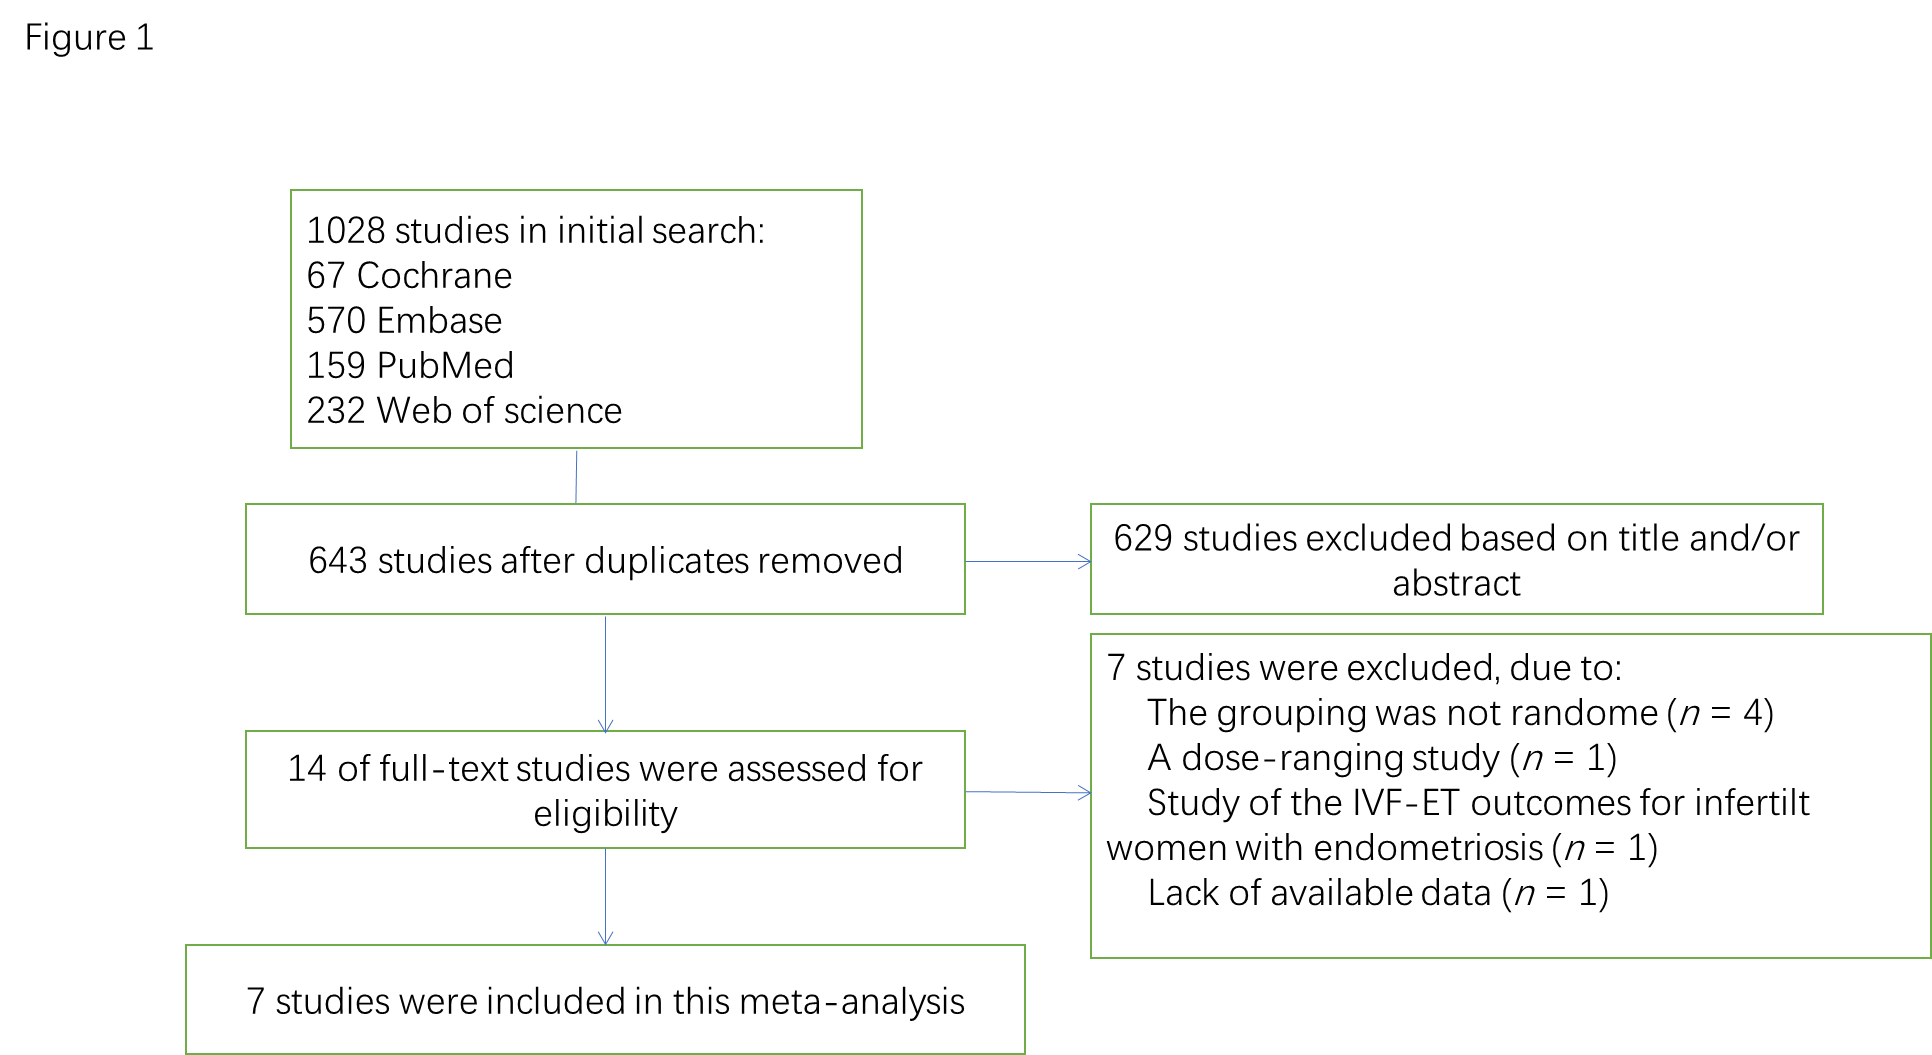 Figure 1
1028 studies in initial search:
67 Cochrane
570 Embase
159 PubMed
232 Web of science
643 studies after duplicates removed
629 studies excluded based on title and/or
abstract
14 of full-text studies were assessed for
eligibility
7 studies were excluded, due to:
The grouping was not randome (n = 4)
A dose-ranging study (n = 1)
Study of the IVF-ET outcomes for infertilt
women with endometriosis (n = 1)
Lack of available data (n = 1)
7 studies were included in this meta-analysis